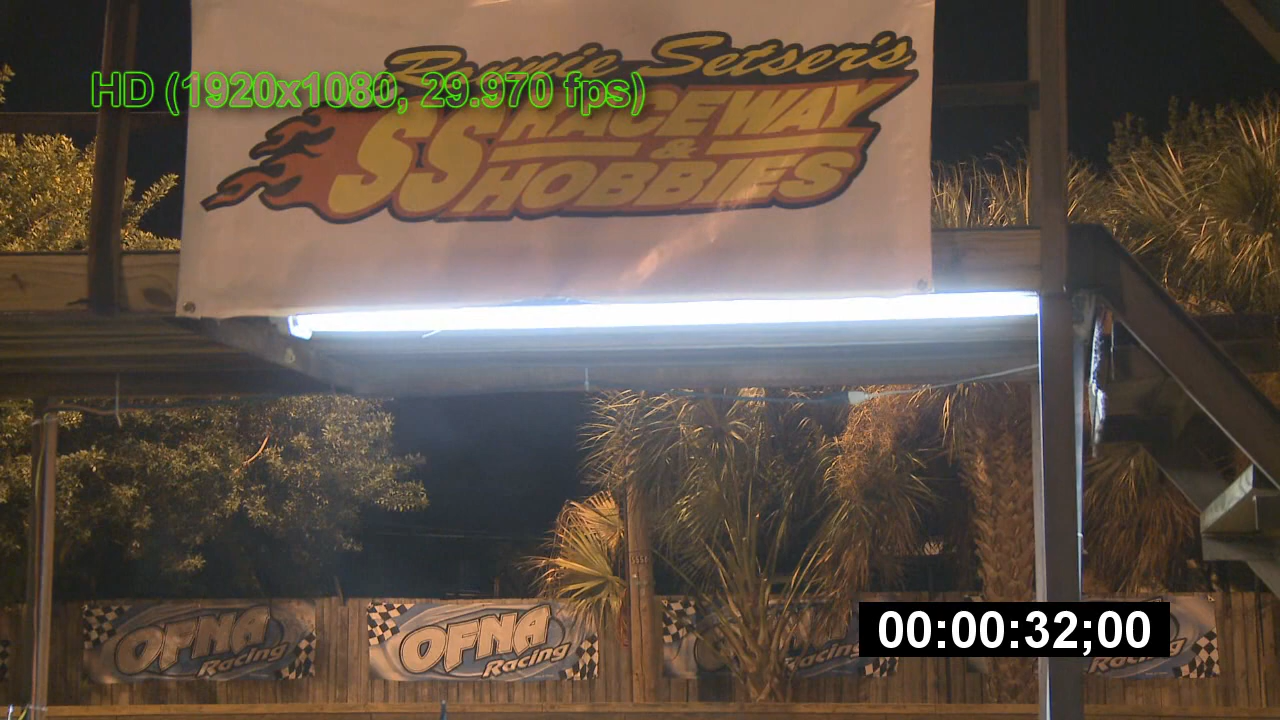 HD (1920x1080, 29.970 fps)
Ronnie Setser's
SS RACEWAY
&
HOBBIES
OFNA
Racing
OFNA
Racing
Racing
Racing
00:00:32;00